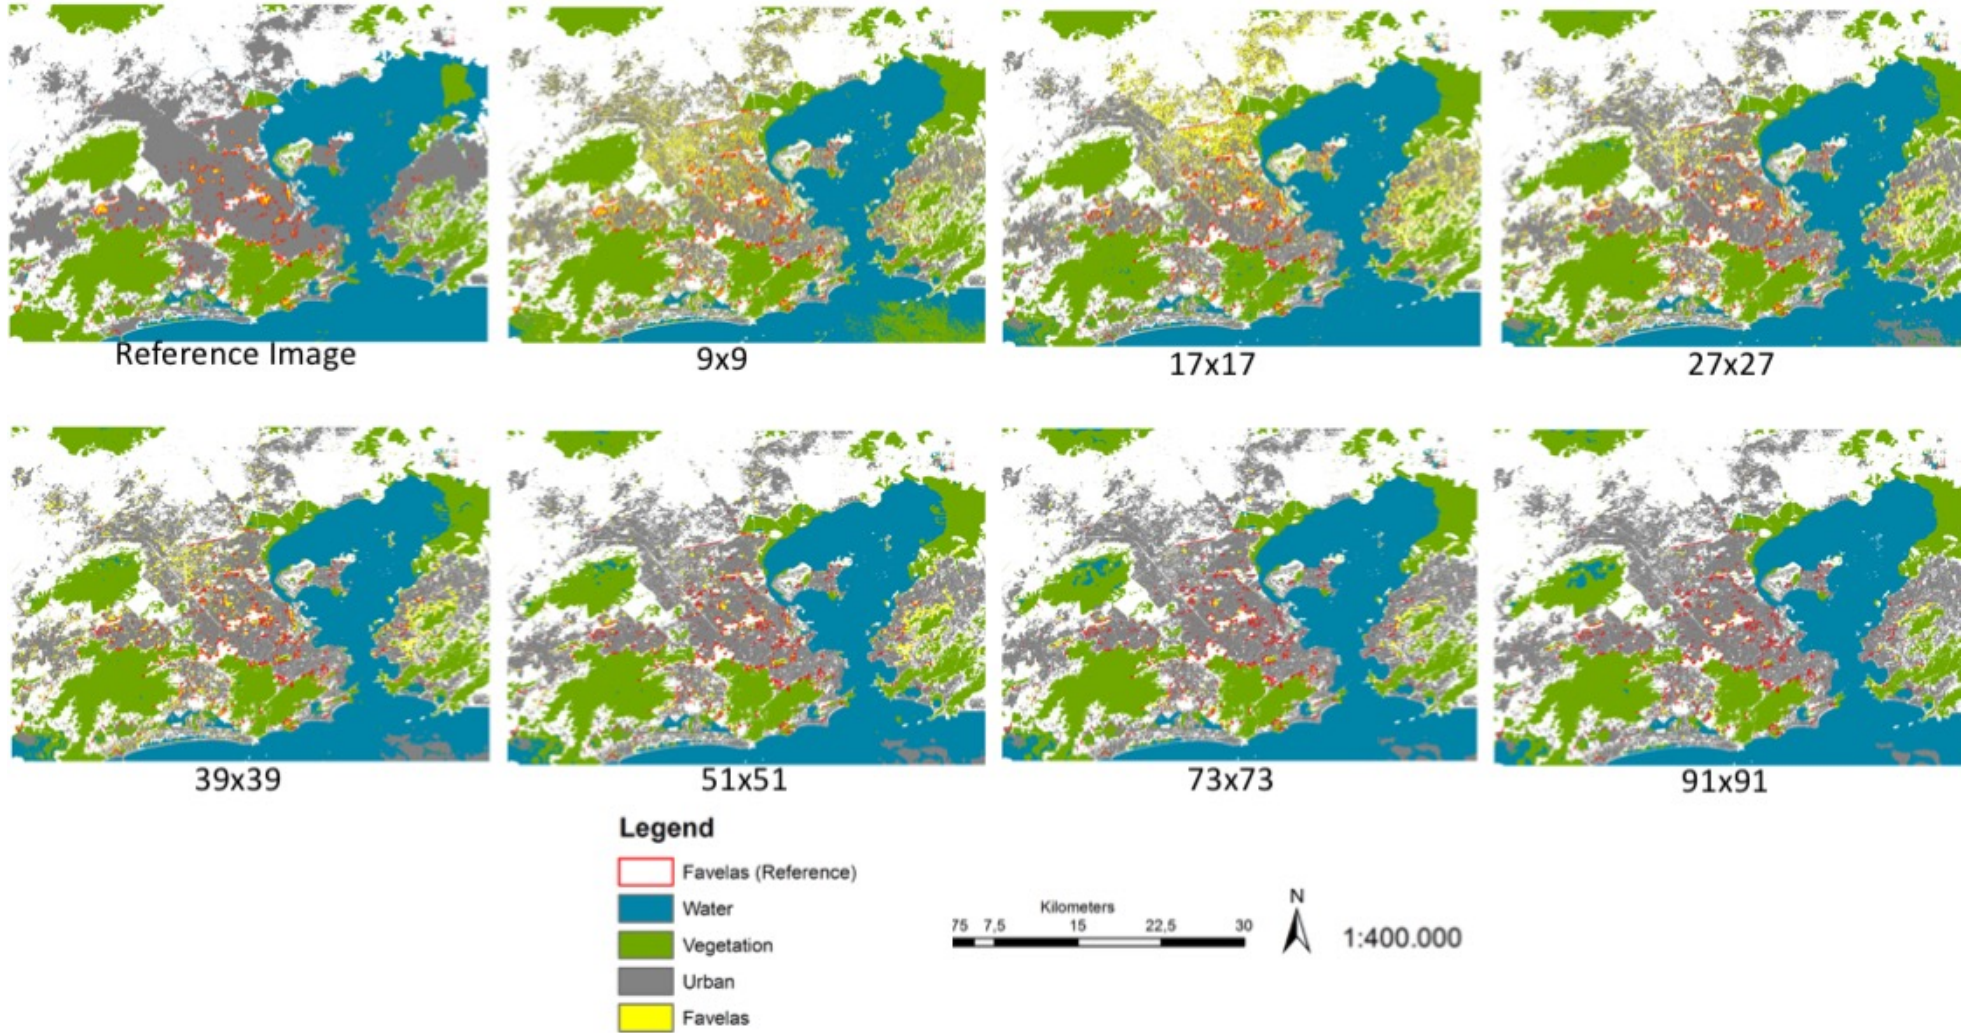 Reference Image
9x9
17x17
27x27
39x39
51x51
73x73
91x91
Legend
Favelas (Reference)
Water
Vegetation
Urban
Favelas
Kilometers
75 7,5 15 22,5 30
N
1:400.000